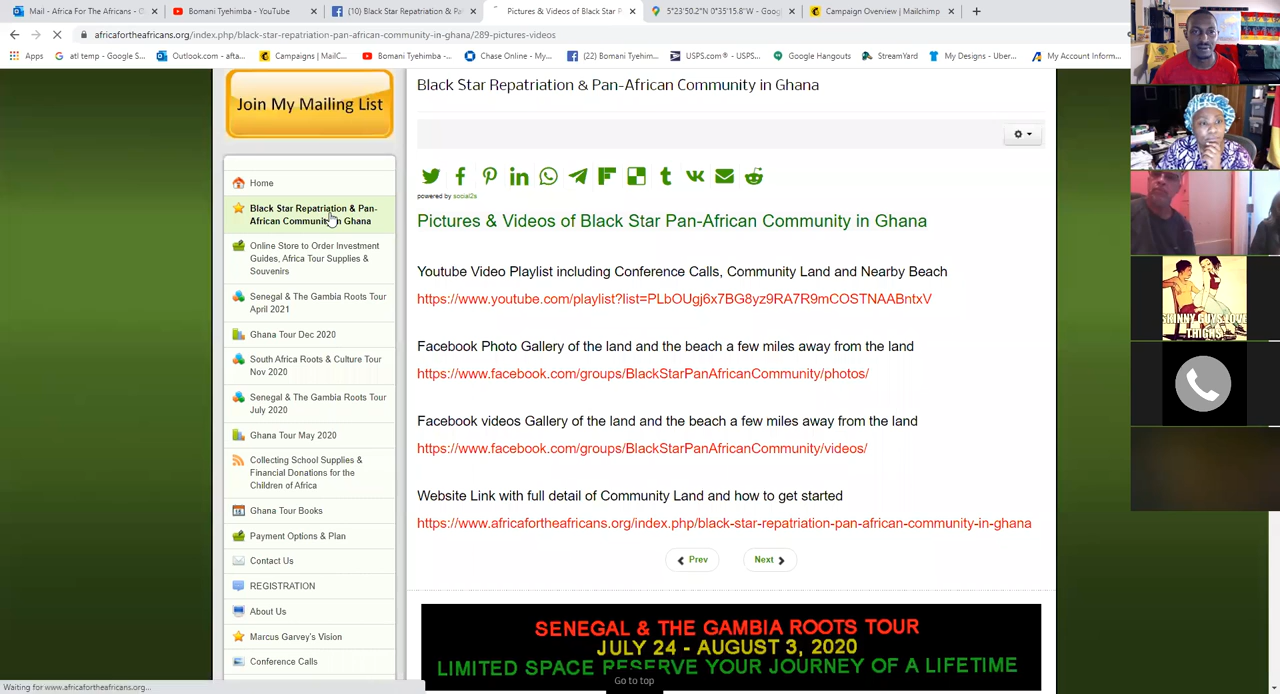 Mail - Africa For The Africans - O
Bomani Tyehimba - YouTube
(10) Black Star Repatriation & Pa
Pictures & Videos of Black Star P
5°23'50.2"N 0°35'15.8"W - Goog
Campaign Overview | Mailchimp
africafortheafricans.org/index.php/black-star-repatriation-pan-african-community-in-ghana/289-pictures-videos
Apps
atl temp - Google S...
Outlook.com - afta...
Campaigns | MailC...
Bomani Tyehimba -...
Chase Online - My...
(22) Bomani Tyehim...
USPS.com® - USPS...
Google Hangouts
StreamYard
My Designs - Uber...
My Account Inform...
Join My Mailing List
Home
Black Star Repatriation & Pan-
African Community in Ghana
Online Store to Order Investment
Guides, Africa Tour Supplies &
Souvenirs
Senegal & The Gambia Roots Tour
April 2021
Ghana Tour Dec 2020
South Africa Roots & Culture Tour
Nov 2020
Senegal & The Gambia Roots Tour
July 2020
Ghana Tour May 2020
Collecting School Supplies &
Financial Donations for the
Children of Africa
Ghana Tour Books
Payment Options & Plan
Contact Us
REGISTRATION
About Us
Marcus Garvey's Vision
Conference Calls
Black Star Repatriation & Pan-African Community in Ghana
powered by social2s
Pictures & Videos of Black Star Pan-African Community in Ghana
Youtube Video Playlist including Conference Calls, Community Land and Nearby Beach
https://www.youtube.com/playlist?list=PLbOUgj6x7BG8yz9RA7R9mCOSTNAABntxV
Facebook Photo Gallery of the land and the beach a few miles away from the land
https://www.facebook.com/groups/BlackStarPanAfricanCommunity/photos/
Facebook videos Gallery of the land and the beach a few miles away from the land
https://www.facebook.com/groups/BlackStarPanAfricanCommunity/videos/
Website Link with full detail of Community Land and how to get started
https://www.africafortheafricans.org/index.php/black-star-repatriation-pan-african-community-in-ghana
Prev
Next
SENEGAL & THE GAMBIA ROOTS TOUR
JULY 24 - AUGUST 3, 2020
LIMITED SPACE RESERVE YOUR JOURNEY OF A LIFETIME
Go to top
Waiting for www.africafortheafricans.org...
SKINNY GUYS LOVE
THIGHS